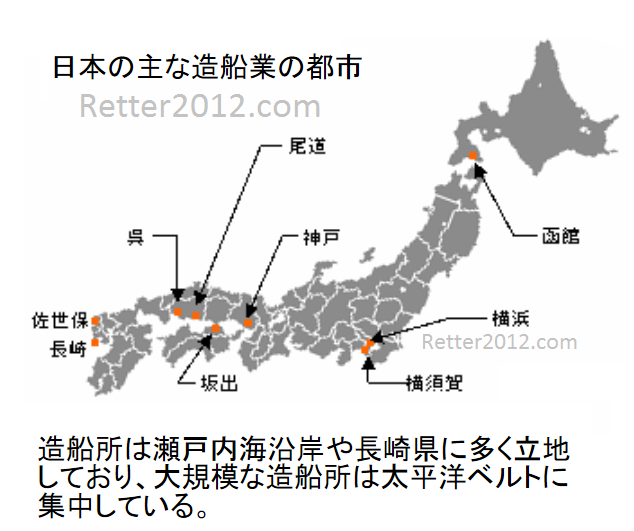 日本の主な造船業の都市
Retter2012.com
尾道
呉
神戸
函館
佐世保
長崎
坂出
横浜
Retter2012.com
横須賀
造船所は瀬戸内海沿岸や長崎県に多く立地
しており、大規模な造船所は太平洋ベルトに
集中している。